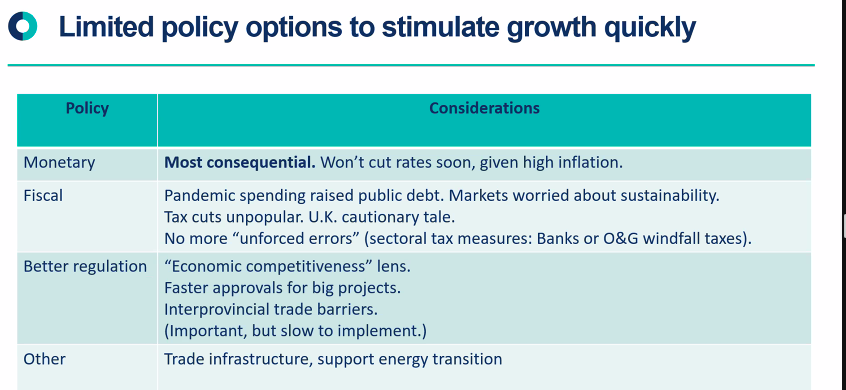 Limited policy options to stimulate growth quickly
Policy
Considerations
Monetary
Most consequential. Won't cut rates soon, given high inflation.
Fiscal
Pandemic spending raised public debt. Markets worried about sustainability.
Tax cuts unpopular. U.K. cautionary tale.
No more “unforced errors” (sectoral tax measures: Banks or O&G windfall taxes).
Better regulation
“Economic competitiveness” lens.
Faster approvals for big projects.
Interprovincial trade barriers.
(Important, but slow to implement.)
Other
Trade infrastructure, support energy transition